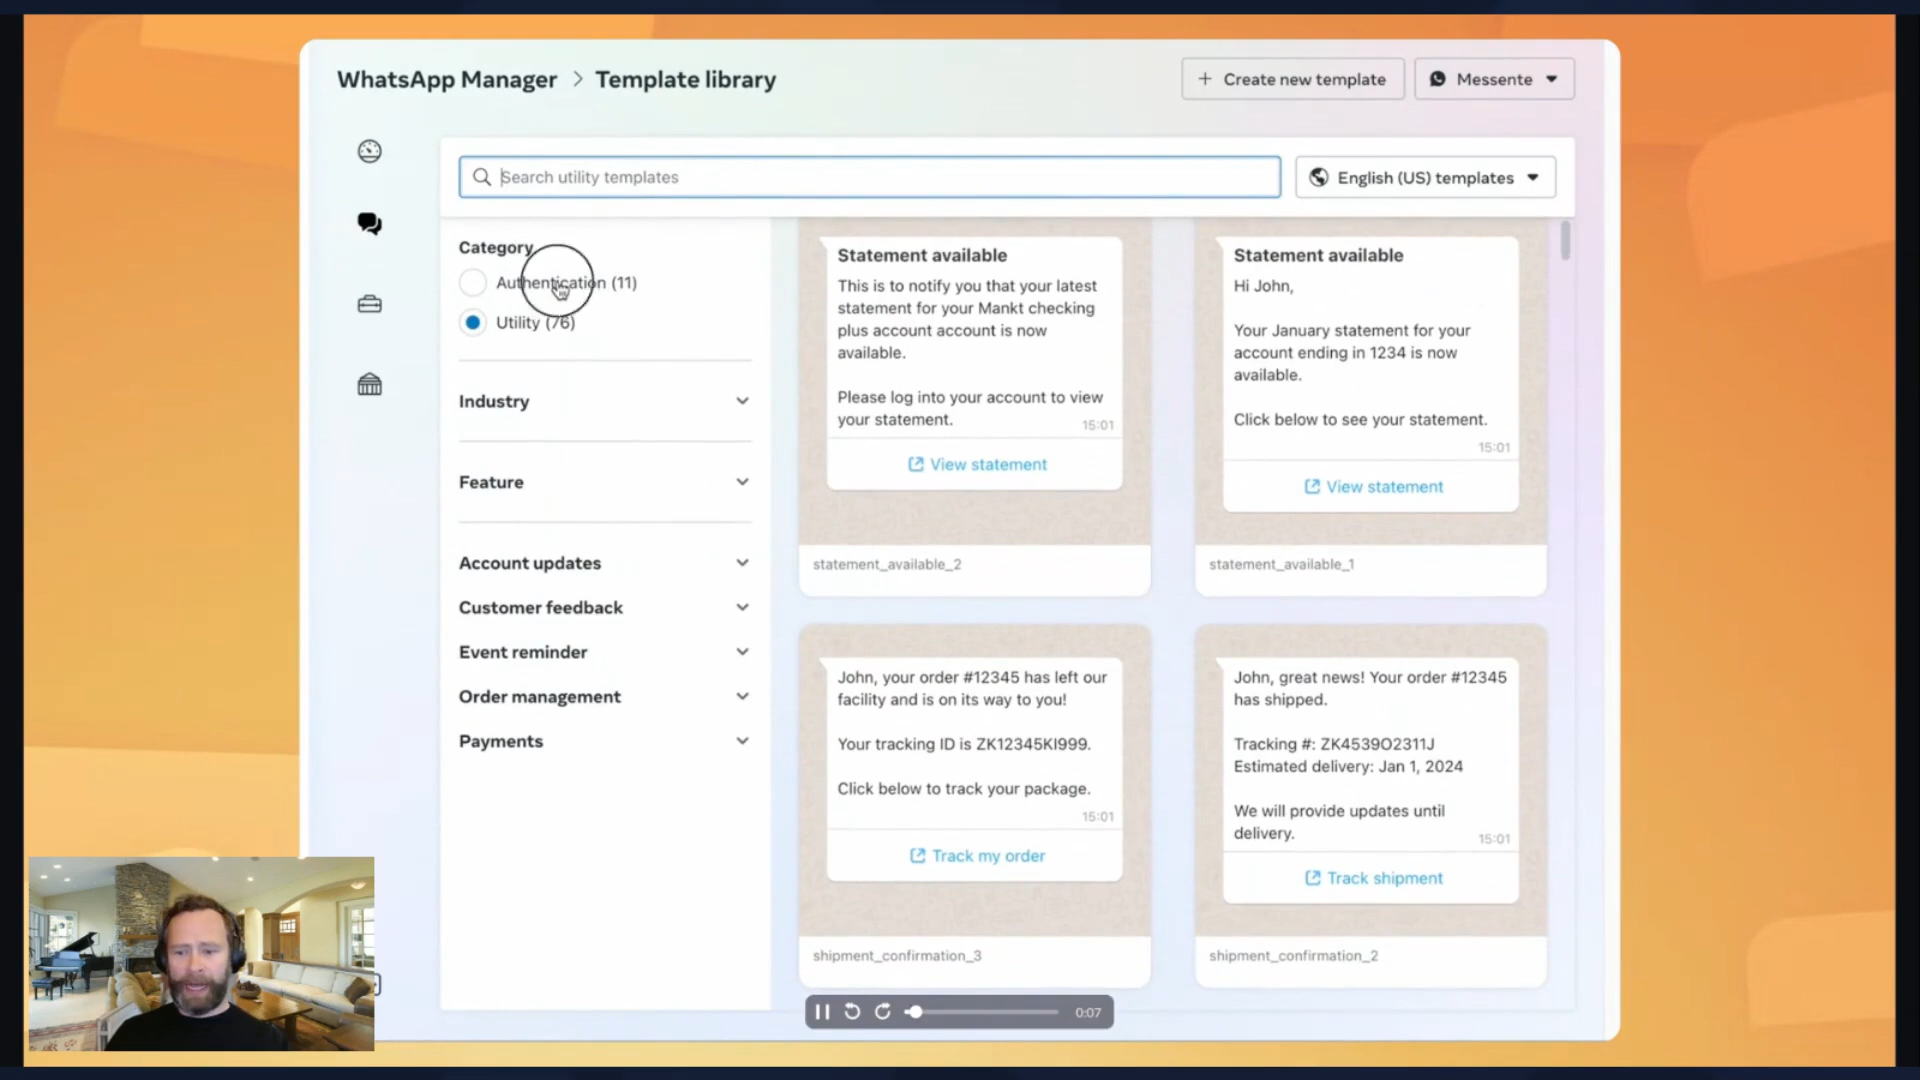 WhatsApp Manager > Template library
+ Create new template
Messente
Search utility templates
English (US) templates
Category
Authentication (11)
Utility (76)
Industry
Feature
Account updates
Customer feedback
Event reminder
Order management
Payments
Statement available
This is to notify you that your latest
statement for your Mankt checking
plus account account is now
available.
Please log into your account to view
your statement.
15:01
View statement
statement_available_2
Statement available
Hi John,
Your January statement for your
account ending in 1234 is now
available.
Click below to see your statement.
15:01
View statement
statement_available_1
John, your order #12345 has left our
facility and is on its way to you!
Your tracking ID is ZK12345KI999.
Click below to track your package.
15:01
Track my order
shipment_confirmation_3
John, great news! Your order #12345
has shipped.
Tracking #: ZK4539O2311J
Estimated delivery: Jan 1, 2024
We will provide updates until
delivery.
15:01
Track shipment
shipment_confirmation_2
0:07